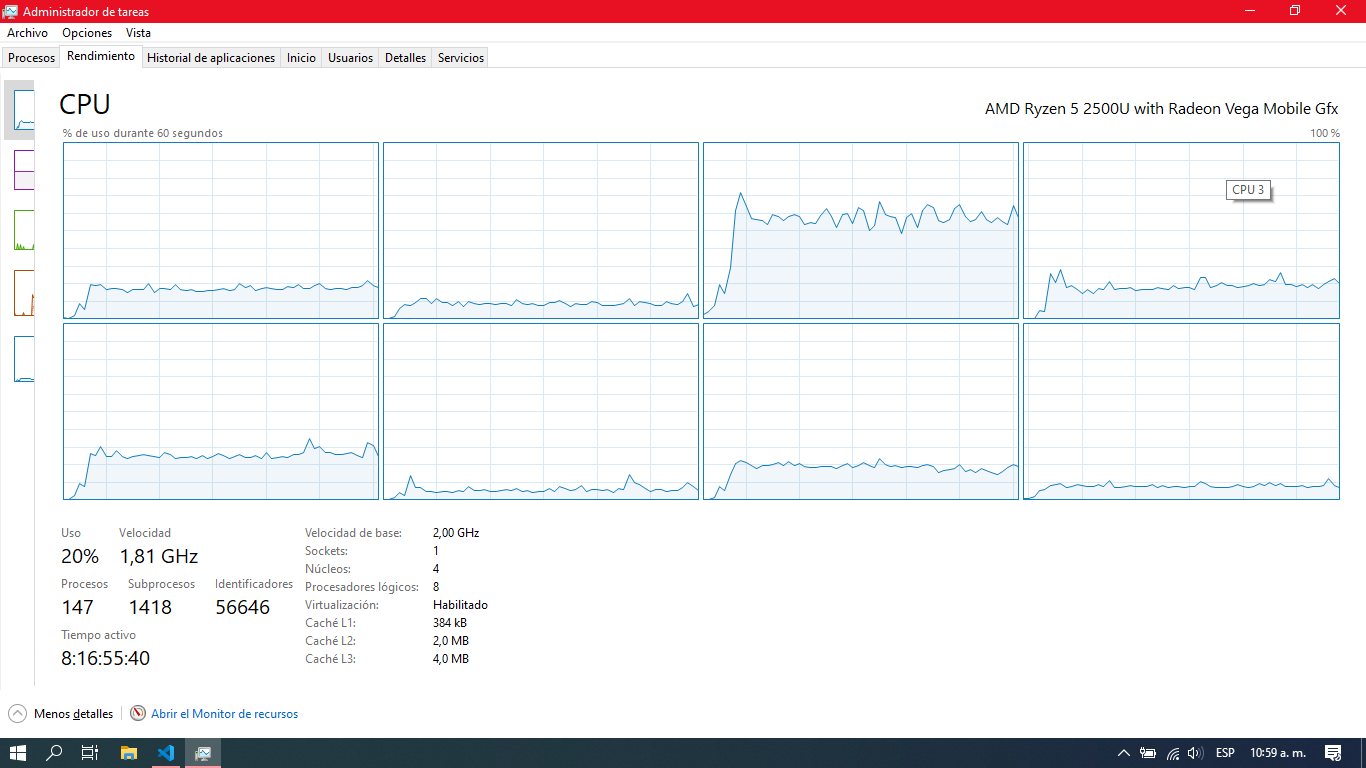 Administrador de tareas
Archivo Opciones Vista
Procesos Rendimiento Historial de aplicaciones Inicio Usuarios Detalles Servicios
CPU
AMD Ryzen 5 2500U with Radeon Vega Mobile Gfx
% de uso durante 60 segundos
100 %
CPU 3
Uso Velocidad
20% 1,81 GHz
Procesos Subprocesos Identificadores
147 1418 56646
Tiempo activo
8:16:55:40
Velocidad de base: 2,00 GHz
Sockets: 1
Núcleos: 4
Procesadores lógicos: 8
Virtualización: Habilitado
Caché L1: 384 kB
Caché L2: 2,0 MB
Caché L3: 4,0 MB
Menos detalles Abrir el Monitor de recursos
ESP 10:59 a. m.